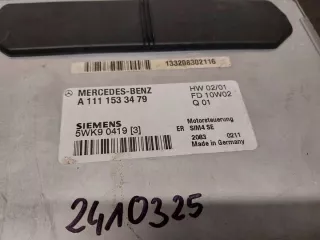 133288302116
MERCEDES-BENZ
A 111 153 34 79
HW 02/01
FD 10W02
Q 01
SIEMENS
5WK9 0419 [3]
Motorsteuerung
ER SIM4 SE
2083 0211
Made in Germany
2410325